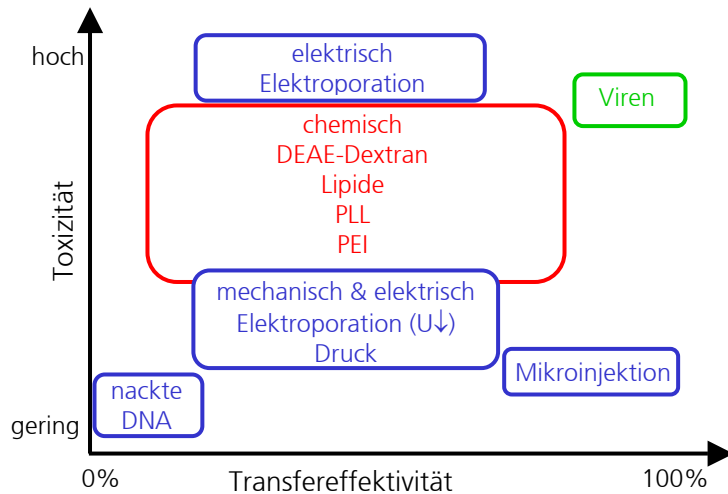 hoch
elektrisch
Elektroporation
Viren
chemisch
DEAE-Dextran
Lipide
PLL
PEI
Toxizität
mechanisch & elektrisch
Elektroporation (U↓)
Druck
Mikroinjektion
nackte
DNA
gering
0%
Transfereffektivität
100%